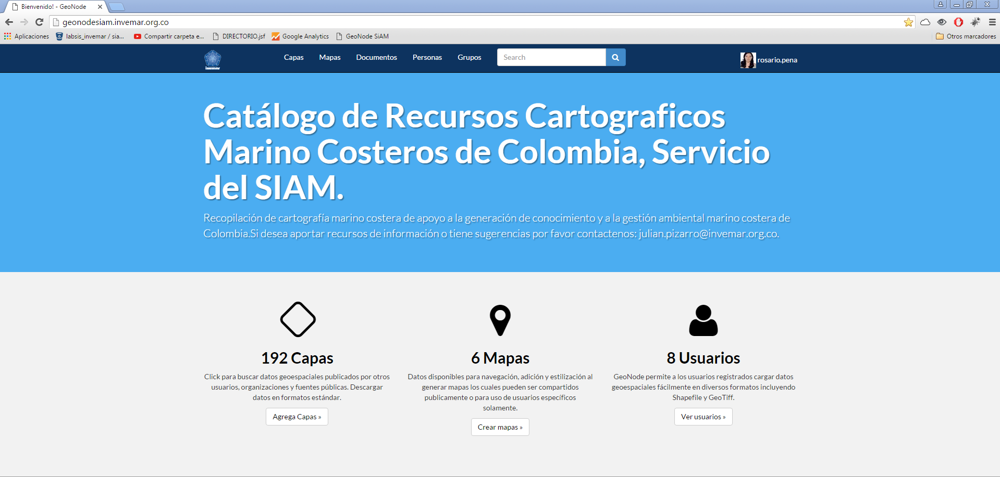 Bienvenido! - GeoNode
geonodesiam.invemar.org.co
Aplicaciones
labsis_invemar / sia...
Compartir carpeta e...
DIRECTORIO.jsf
Google Analytics
GeoNode SiAM
Otros marcadores
invemar
Capas
Mapas
Documentos
Personas
Grupos
Search
rosario.pena
Catálogo de Recursos Cartograficos
Marino Costeros de Colombia, Servicio
del SIAM.
Recopilación de cartografía marino costera de apoyo a la generación de conocimiento y a la gestión ambiental marino costera de
Colombia.Si desea aportar recursos de información o tiene sugerencias por favor contactenos: julian.pizarro@invemar.org.co.
192 Capas
Click para buscar datos geoespaciales publicados por otros
usuarios, organizaciones y fuentes públicas. Descargar
datos en formatos estándar.
Agrega Capas »
6 Mapas
Datos disponibles para navegación, adición y estilización al
generar mapas los cuales pueden ser compartidos
publicamente o para uso de usuarios específicos
solamente.
Crear mapas »
8 Usuarios
GeoNode permite a los usuarios registrados cargar datos
geoespaciales fácilmente en diversos formatos incluyendo
Shapefile y GeoTiff.
Ver usuarios »